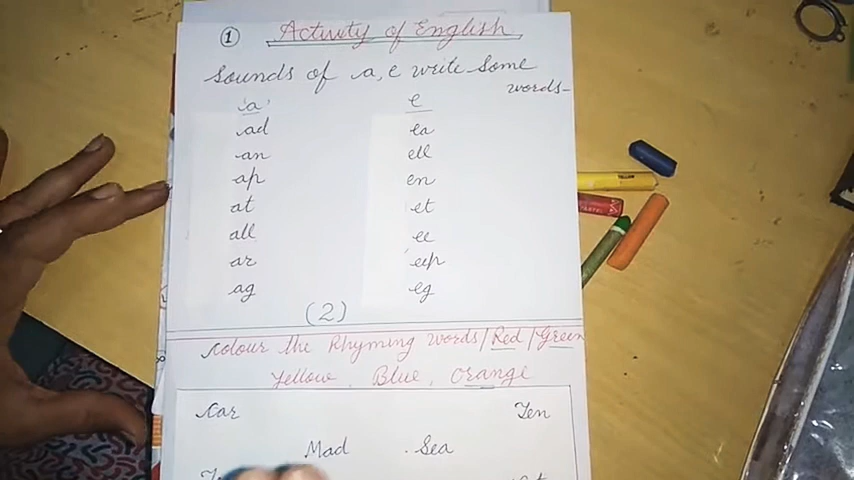 1 Activity of English
Sounds of a, e write some
words-
'a' e
ad ea
an ell
ap en
at et
all ee
ar eep
ag eg
(2)
Colour the Rhyming words/Red/Green
Yellow, Blue, orange
Car Ten
Mad Sea